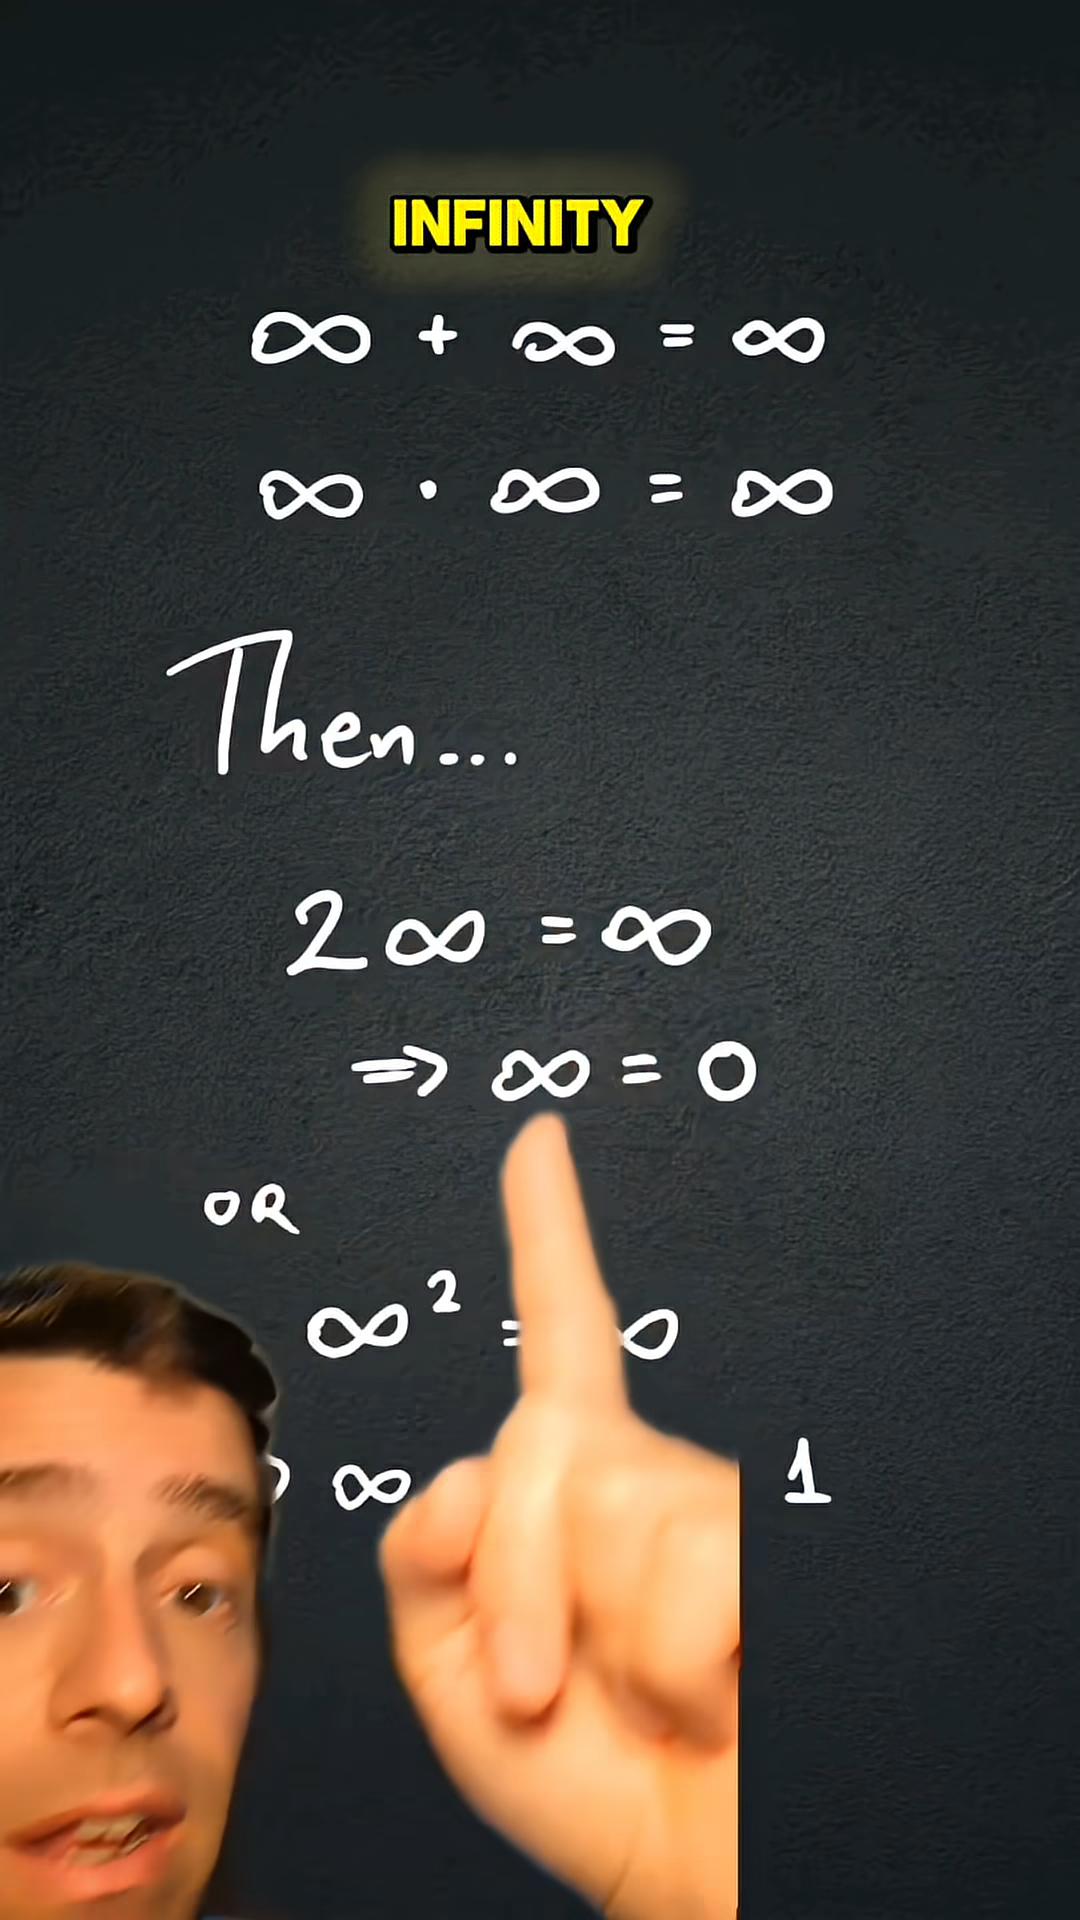 INFINITY
∞ + ∞ = ∞
∞ · ∞ = ∞
Then...
2∞ = ∞
⇒ ∞ = 0
OR
∞² = ∞
∞ 1